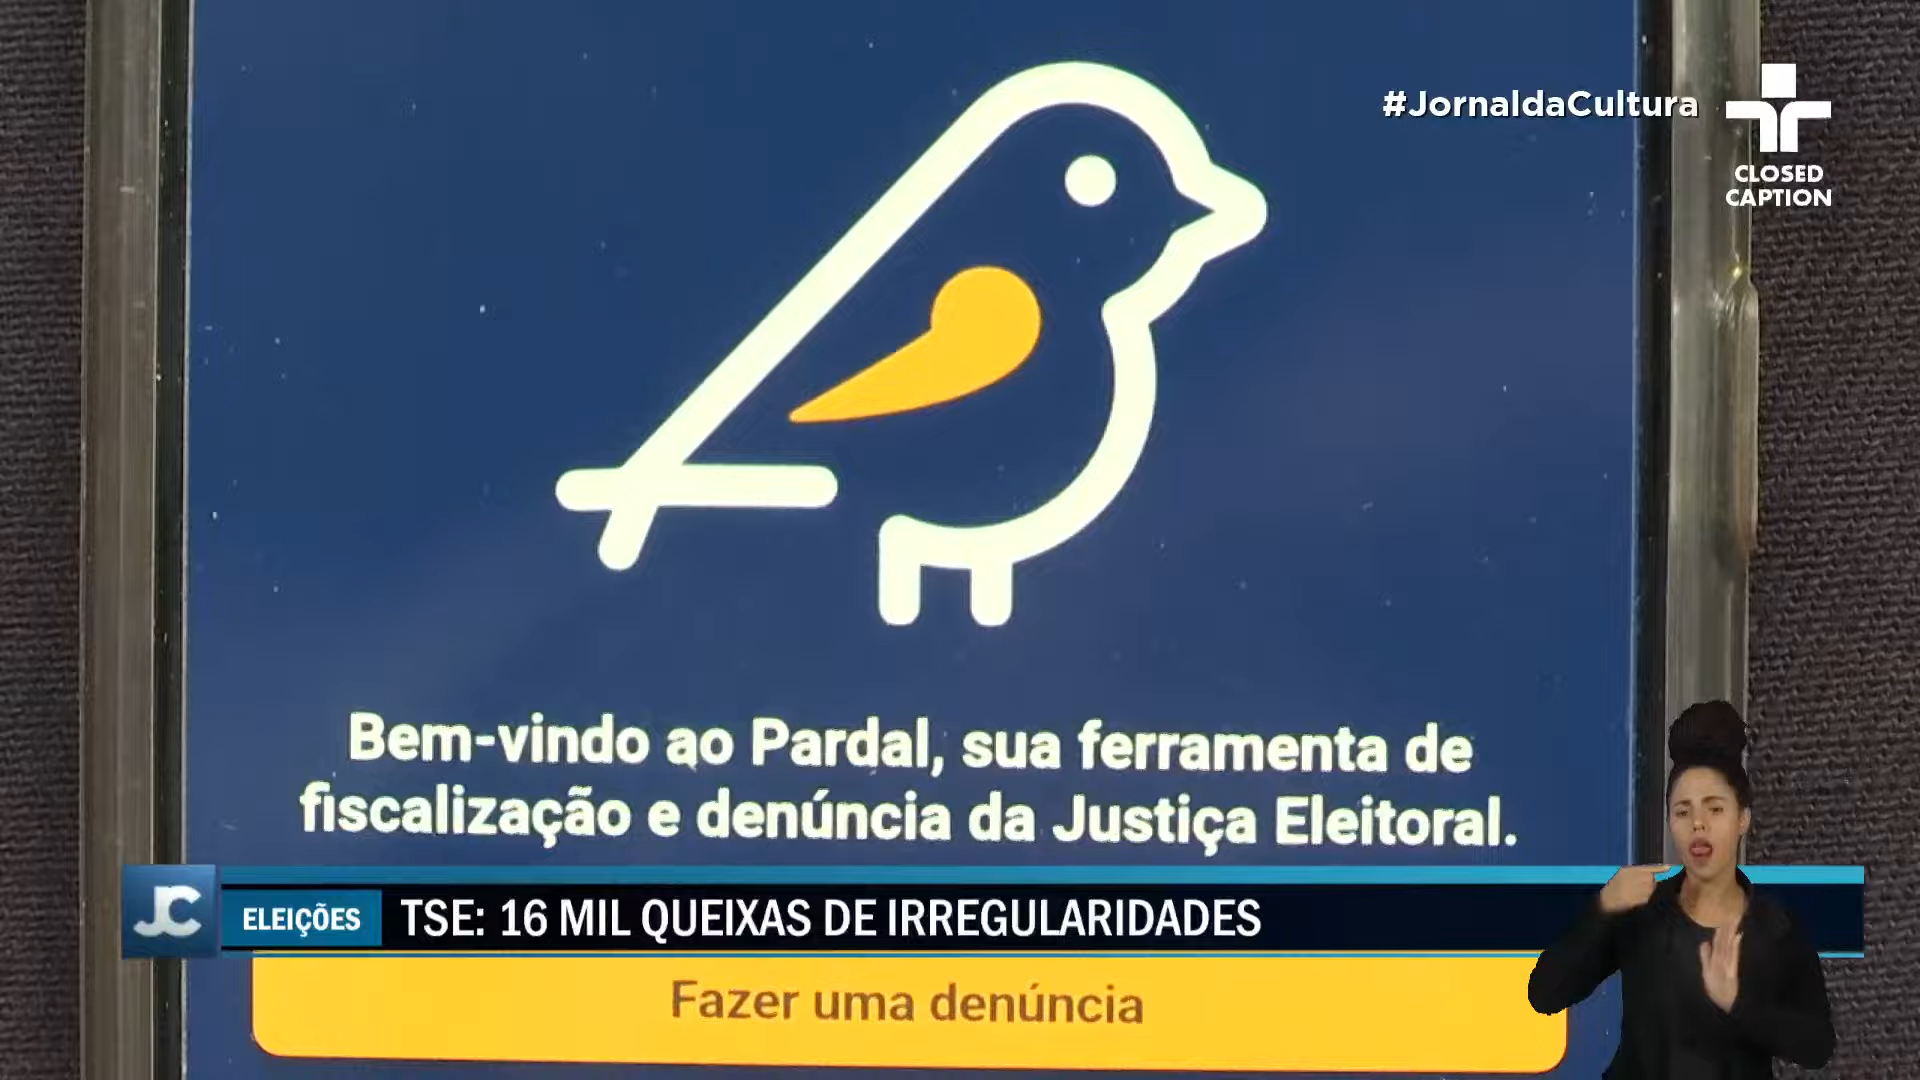 #JornaldaCultura
CLOSED
CAPTION
Bem-vindo ao Pardal, sua ferramenta de
fiscalização e denúncia da Justiça Eleitoral.
JC
ELEIÇÕES
TSE: 16 MIL QUEIXAS DE IRREGULARIDADES
Fazer uma denúncia